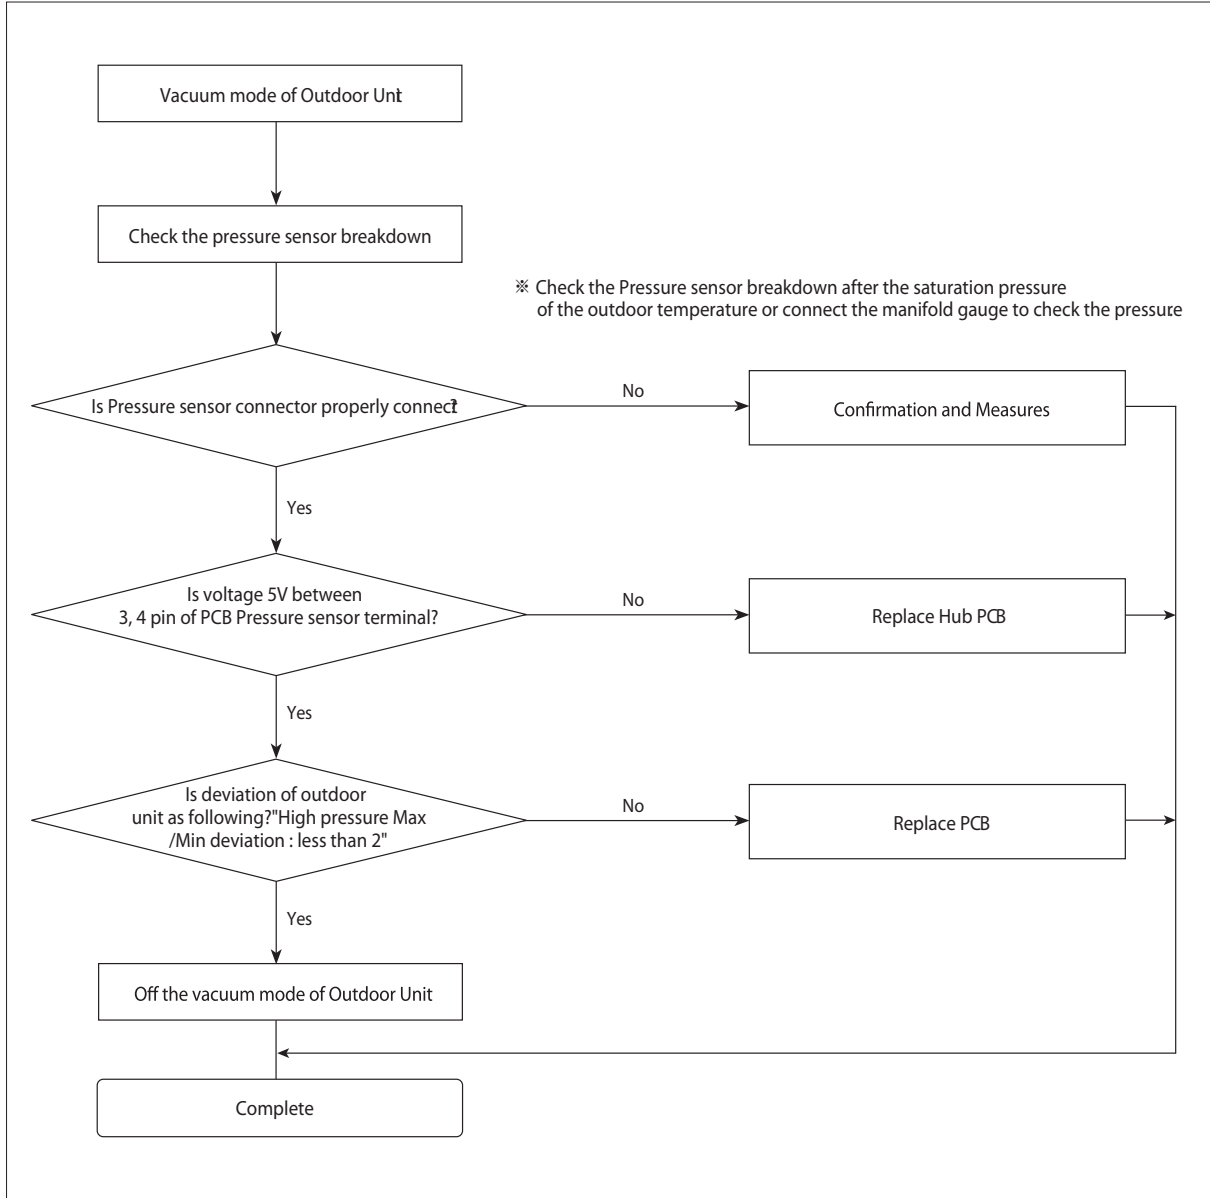 Vacuum mode of Outdoor Unit
Check the pressure sensor breakdown
※ Check the Pressure sensor breakdown after the saturation pressure
of the outdoor temperature or connect the manifold gauge to check the pressure
Is Pressure sensor connector properly connect?
No
Confirmation and Measures
Yes
Is voltage 5V between
3, 4 pin of PCB Pressure sensor terminal?
No
Replace Hub PCB
Yes
Is deviation of outdoor
unit as following?"High pressure Max
/Min deviation : less than 2"
No
Replace PCB
Yes
Off the vacuum mode of Outdoor Unit
Complete